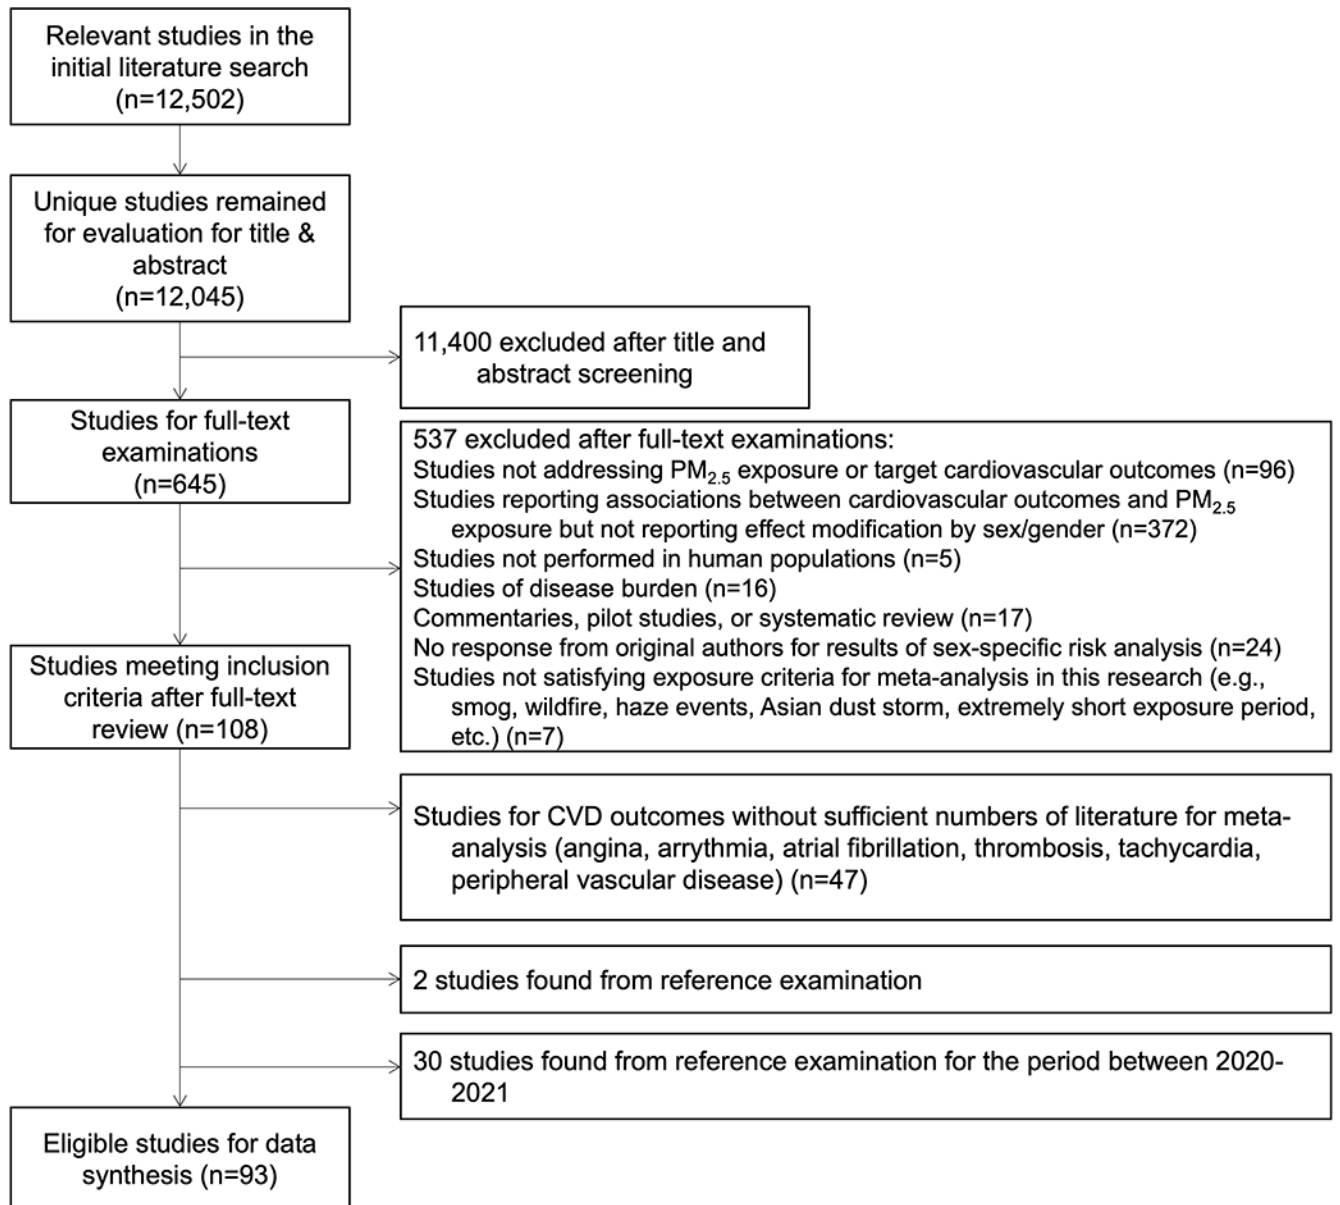 Relevant studies in the
initial literature search
(n=12,502)
Unique studies remained
for evaluation for title &
abstract
(n=12,045)
11,400 excluded after title and
abstract screening
Studies for full-text
examinations
(n=645)
537 excluded after full-text examinations:
Studies not addressing PM2.5 exposure or target cardiovascular outcomes (n=96)
Studies reporting associations between cardiovascular outcomes and PM2.5
exposure but not reporting effect modification by sex/gender (n=372)
Studies not performed in human populations (n=5)
Studies of disease burden (n=16)
Commentaries, pilot studies, or systematic review (n=17)
No response from original authors for results of sex-specific risk analysis (n=24)
Studies not satisfying exposure criteria for meta-analysis in this research (e.g.,
smog, wildfire, haze events, Asian dust storm, extremely short exposure period,
etc.) (n=7)
Studies meeting inclusion
criteria after full-text
review (n=108)
Studies for CVD outcomes without sufficient numbers of literature for meta-
analysis (angina, arrythmia, atrial fibrillation, thrombosis, tachycardia,
peripheral vascular disease) (n=47)
2 studies found from reference examination
30 studies found from reference examination for the period between 2020-
2021
Eligible studies for data
synthesis (n=93)